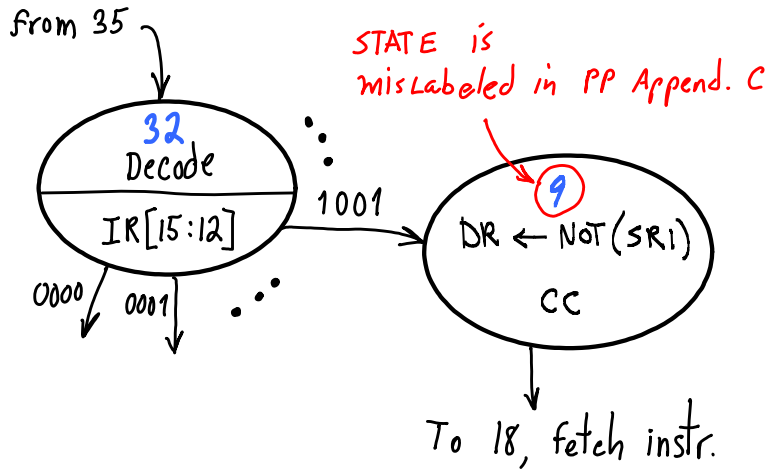 from 35
STATE is
misLabeled in PP Append. C
32
Decode
IR[15:12]
1001
9
DR ← NOT(SR1)
CC
0000
0001
To 18, fetch instr.